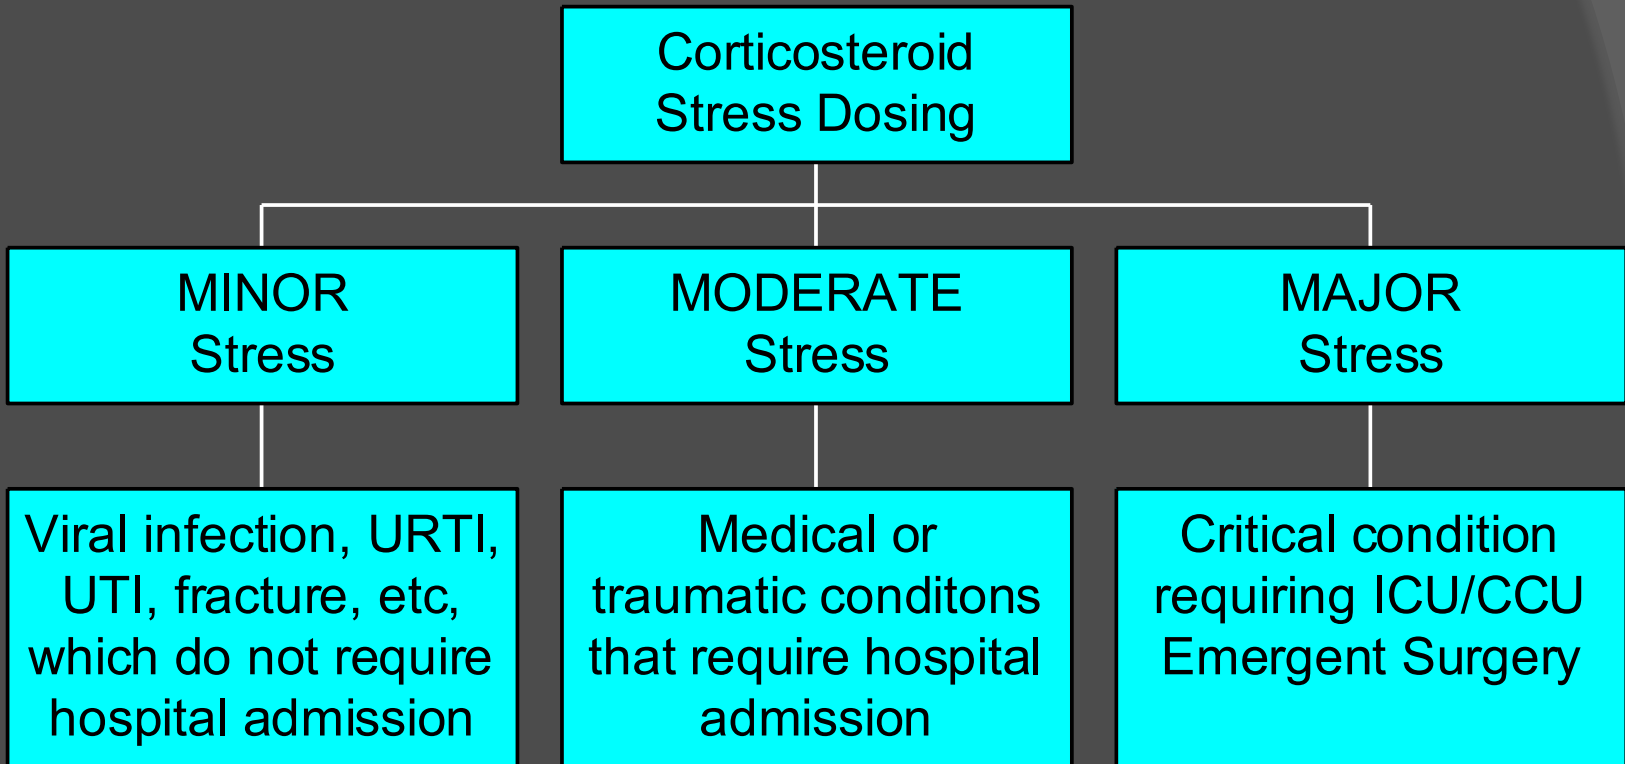 Corticosteroid
Stress Dosing
MINOR
Stress
MODERATE
Stress
MAJOR
Stress
Viral infection, URTI,
UTI, fracture, etc,
which do not require
hospital admission
Medical or
traumatic conditons
that require hospital
admission
Critical condition
requiring ICU/CCU
Emergent Surgery